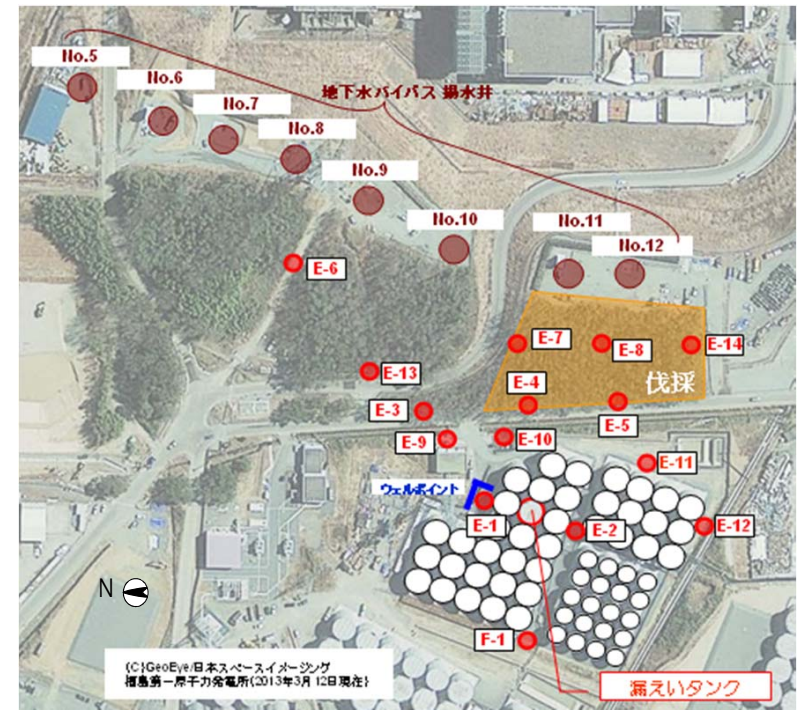 No.5
No.6
No.7
No.8
No.9
No.10
No.11
No.12
地下水バイパス 揚水井
E-6
E-7
E-8
E-14
E-13
伐採
E-4
E-3
E-5
E-9
E-10
E-11
ウェルポイント
E-1
E-2
E-12
N
F-1
(C)GeoEye/日本スペースイメージング
福島第一原子力発電所(2013年3月12日現在)
漏えいタンク